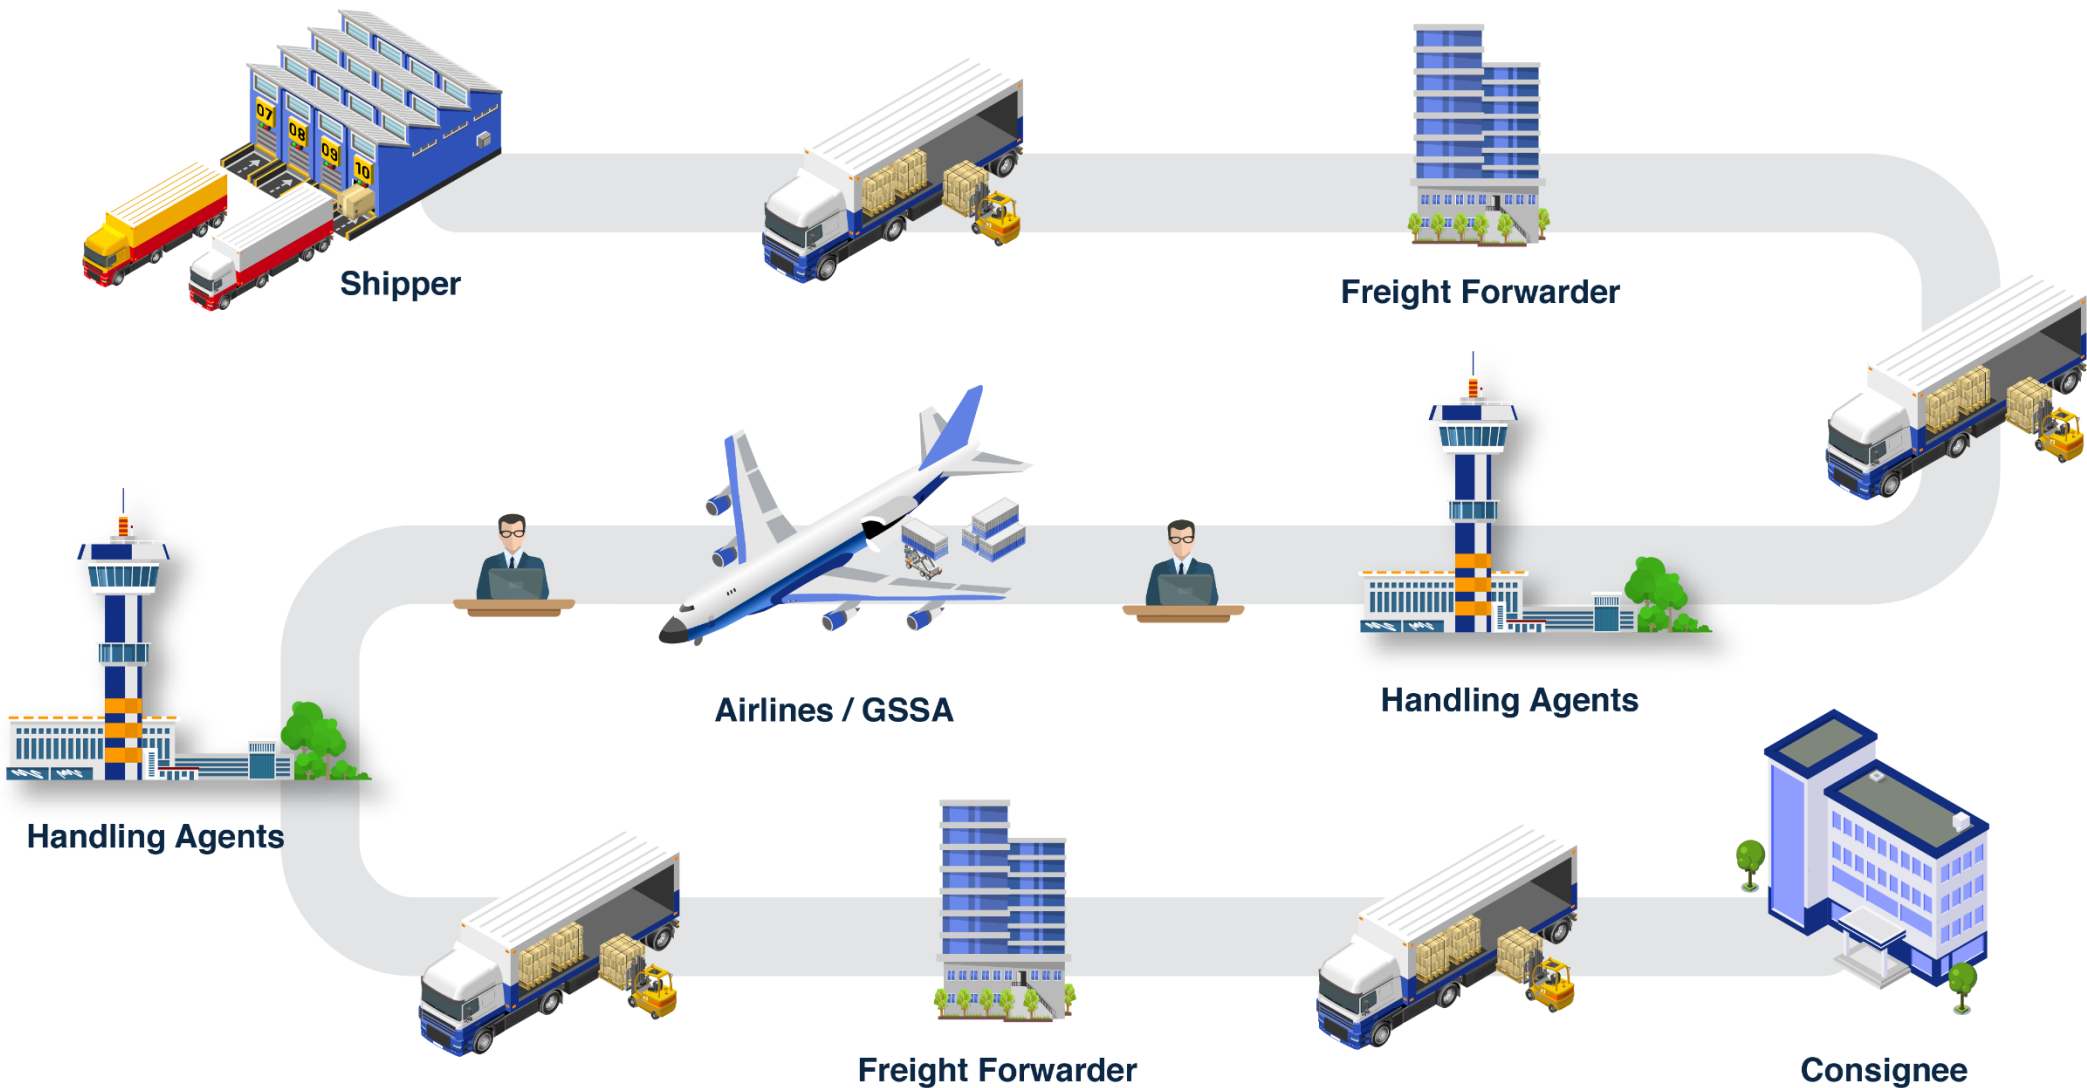 07
08
09
10
Shipper
Freight Forwarder
Airlines / GSSA
Handling Agents
Handling Agents
Freight Forwarder
Consignee